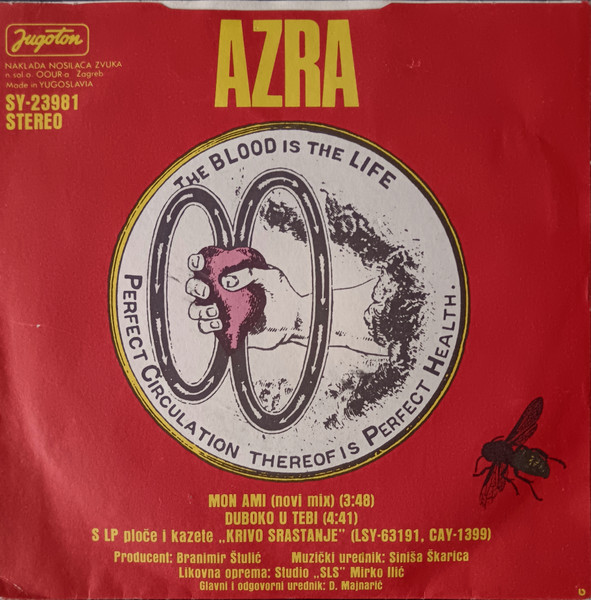 Jugoton
NAKLADA NOSILACA ZVUKA
n. sol. o. OOUR-a Zagreb
Made in YUGOSLAVIA
SY-23981
STEREO
AZRA
THE BLOOD IS THE LIFE
PERFECT CIRCULATION THEREOF IS PERFECT HEALTH.
MON AMI (novi mix) (3:48)
DUBOKO U TEBI (4:41)
S LP ploče i kazete „KRIVO SRASTANJE” (LSY-63191, CAY-1399)
Producent: Branimir Štulić Muzički urednik: Siniša Škarica
Likovna oprema: Studio „SLS” Mirko Ilić
Glavni i odgovorni urednik: D. Majnarić